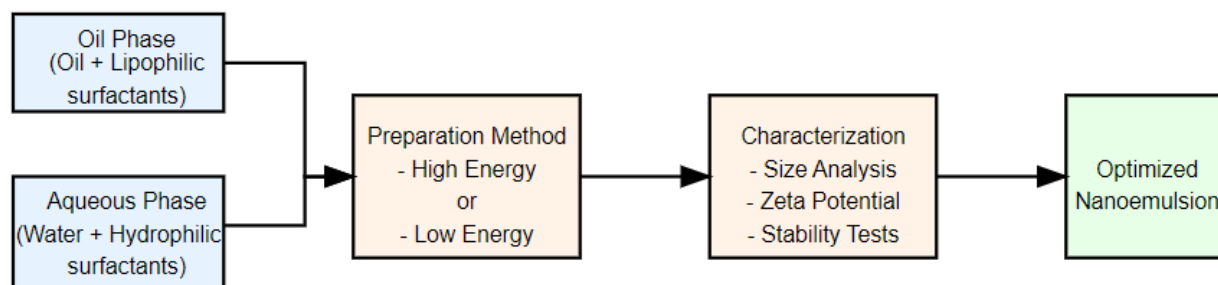 Oil Phase
(Oil + Lipophilic
surfactants)
Aqueous Phase
(Water + Hydrophilic
surfactants)
Preparation Method
- High Energy
or
- Low Energy
Characterization
- Size Analysis
- Zeta Potential
- Stability Tests
Optimized
Nanoemulsion